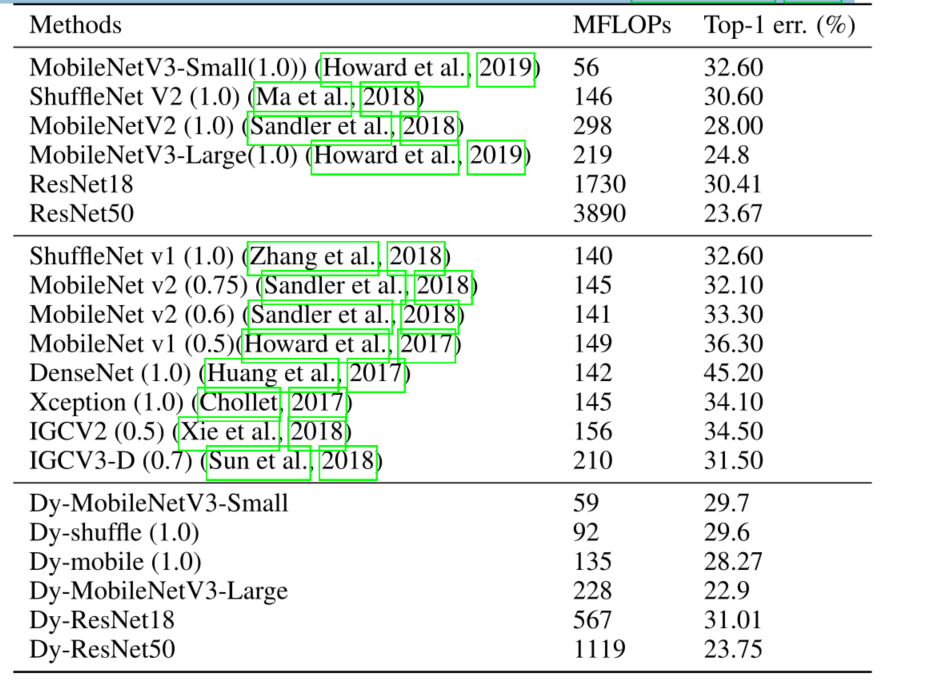 Methods MFLOPs Top-1 err. (%)
MobileNetV3-Small(1.0)) (Howard et al., 2019) 56 32.60
ShuffleNet V2 (1.0) (Ma et al., 2018) 146 30.60
MobileNetV2 (1.0) (Sandler et al., 2018) 298 28.00
MobileNetV3-Large(1.0) (Howard et al., 2019) 219 24.8
ResNet18 1730 30.41
ResNet50 3890 23.67
ShuffleNet v1 (1.0) (Zhang et al., 2018) 140 32.60
MobileNet v2 (0.75) (Sandler et al., 2018) 145 32.10
MobileNet v2 (0.6) (Sandler et al., 2018) 141 33.30
MobileNet v1 (0.5)(Howard et al., 2017) 149 36.30
DenseNet (1.0) (Huang et al., 2017) 142 45.20
Xception (1.0) (Chollet, 2017) 145 34.10
IGCV2 (0.5) (Xie et al., 2018) 156 34.50
IGCV3-D (0.7) (Sun et al., 2018) 210 31.50
Dy-MobileNetV3-Small 59 29.7
Dy-shuffle (1.0) 92 29.6
Dy-mobile (1.0) 135 28.27
Dy-MobileNetV3-Large 228 22.9
Dy-ResNet18 567 31.01
Dy-ResNet50 1119 23.75